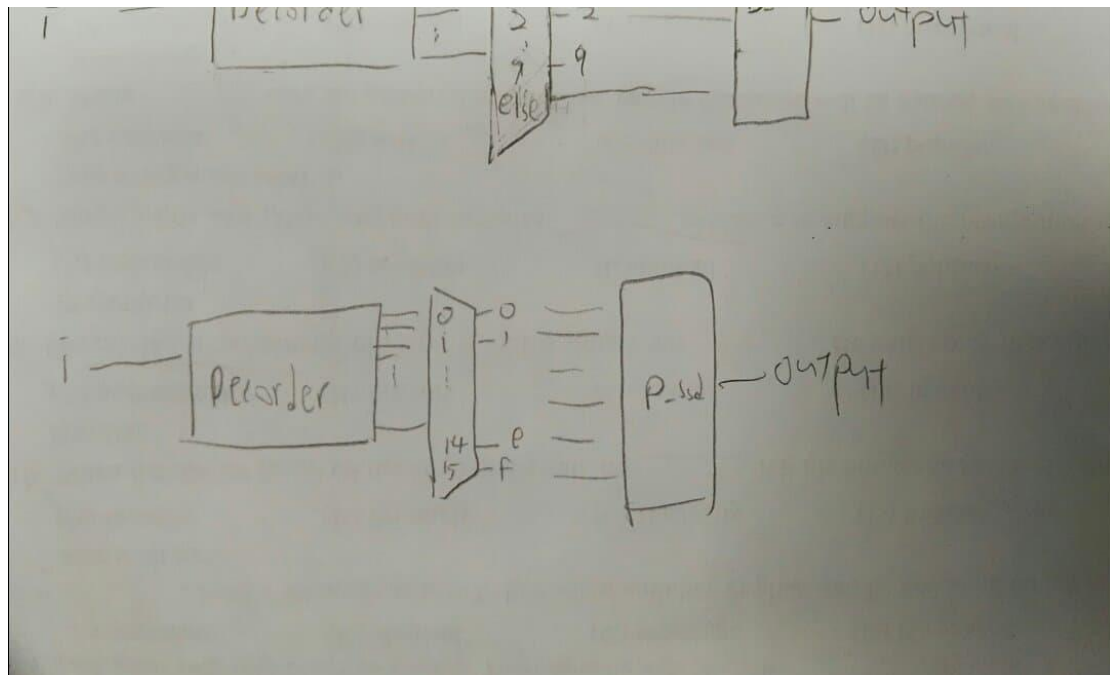 i Decorder 2 2 output
i
9 9
else
0 0
i Decorder 1 1 P_ssd output
14 e
15 F